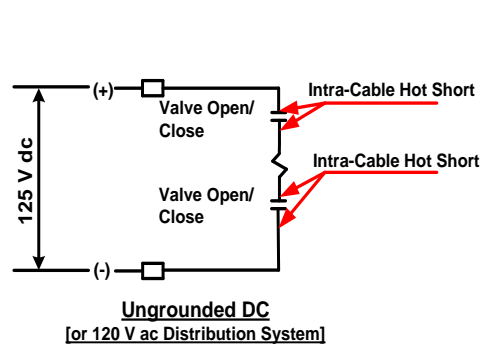 (+)
Intra-Cable Hot Short
Valve Open/
Close
125 V dc
Intra-Cable Hot Short
Valve Open/
Close
(-)
Ungrounded DC
[or 120 V ac Distribution System]